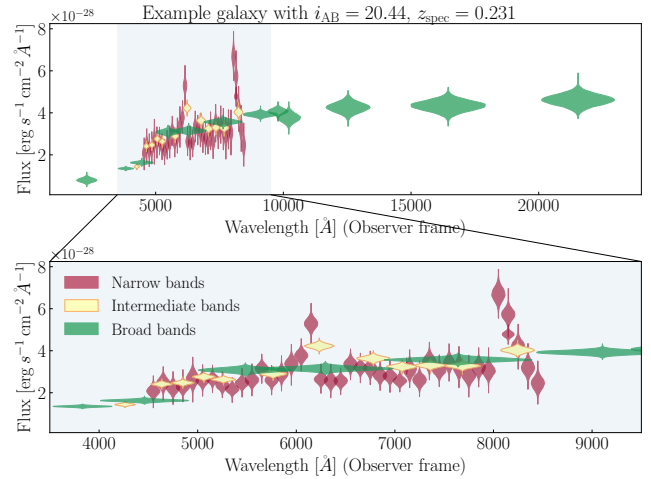 Example galaxy with i_AB = 20.44, z_spec = 0.231
×10⁻²⁸
Flux [erg s⁻¹ cm⁻² Å⁻¹]
8
6
4
2
5000 10000 15000 20000
Wavelength [Å] (Observer frame)
×10⁻²⁸
Flux [erg s⁻¹ cm⁻² Å⁻¹]
8
6
4
2
Narrow bands
Intermediate bands
Broad bands
4000 5000 6000 7000 8000 9000
Wavelength [Å] (Observer frame)